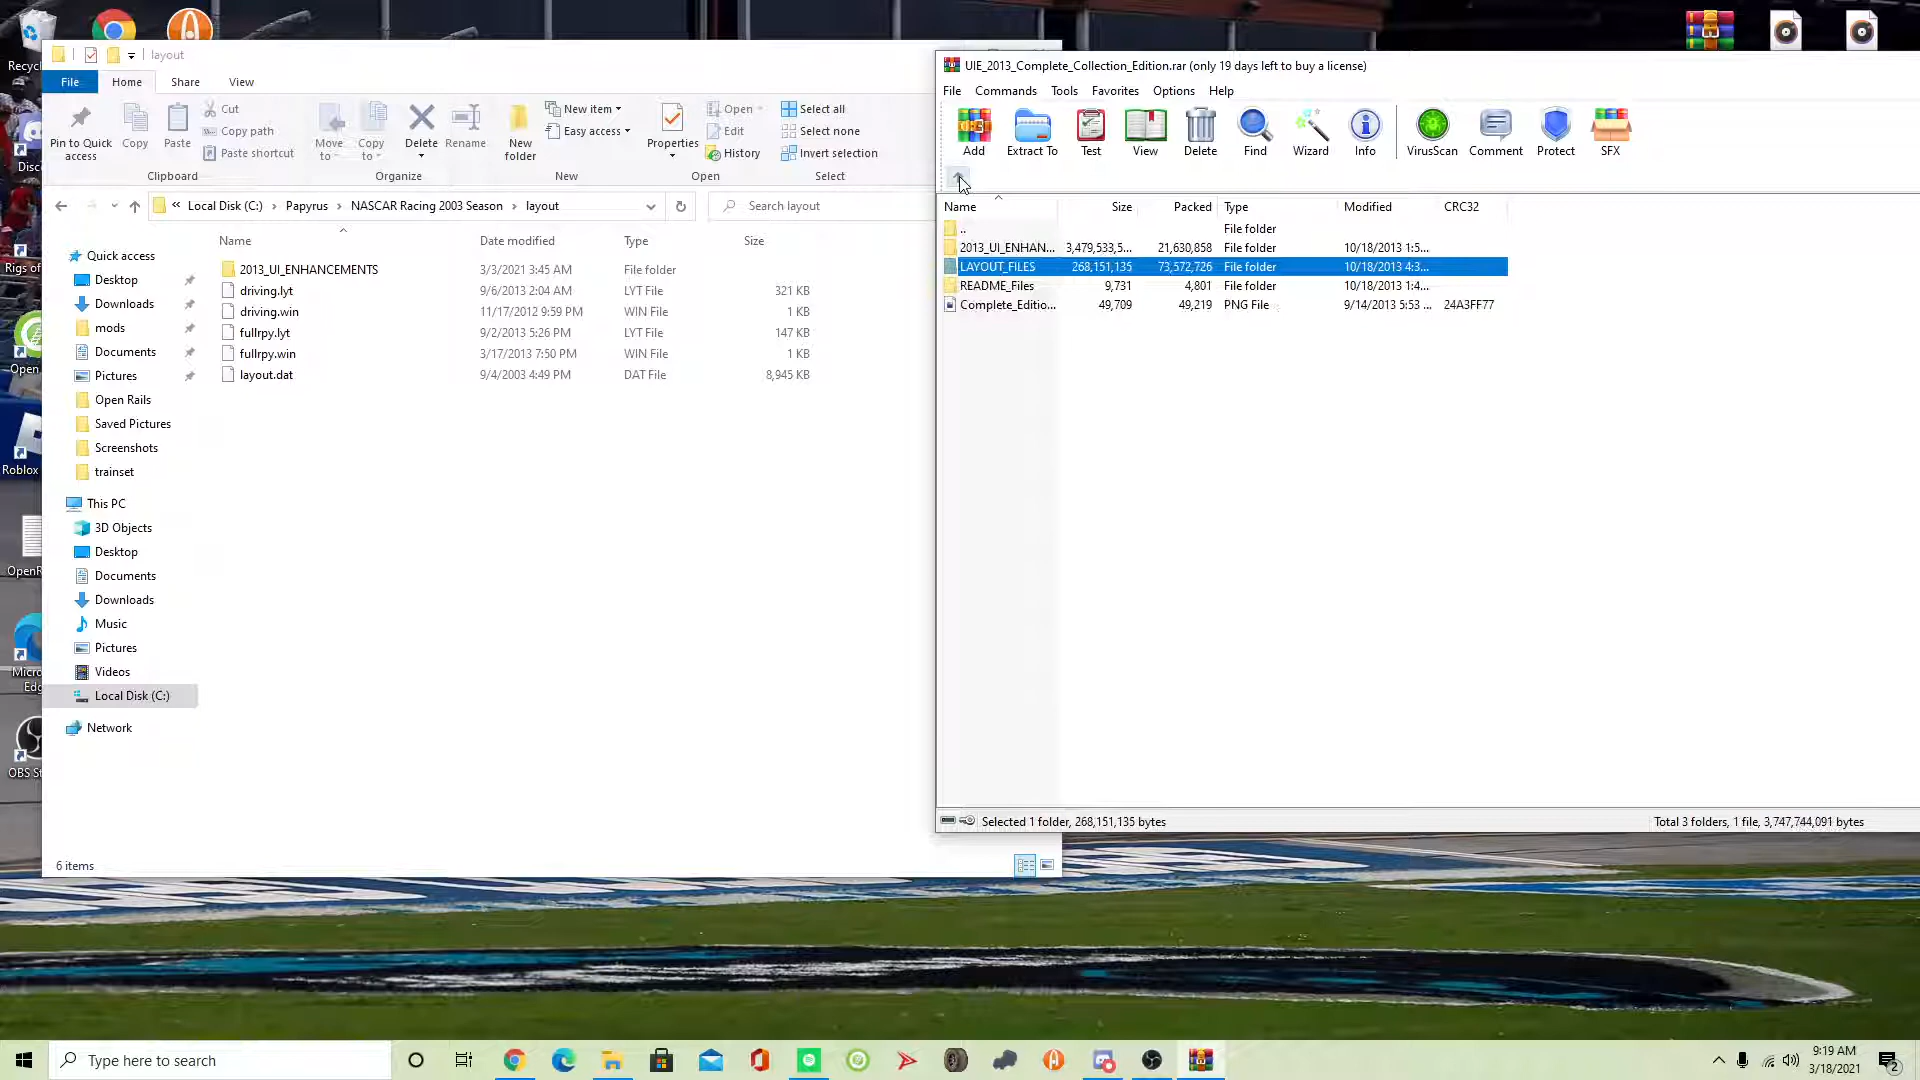 Recyc
Disc
Rigs of
Open
Roblox
OpenR
Micro
Edg
OBS St
layout
File Home Share View
Pin to Quick access
Copy
Paste
Cut
Copy path
Paste shortcut
Clipboard
Move to
Copy to
Delete
Rename
Organize
New folder
New item
Easy access
New
Properties
Open
Edit
History
Open
Select all
Select none
Invert selection
Select
« Local Disk (C:) › Papyrus › NASCAR Racing 2003 Season › layout
Search layout
Name Date modified Type Size
2013_UI_ENHANCEMENTS 3/3/2021 3:45 AM File folder
driving.lyt 9/6/2013 2:04 AM LYT File 321 KB
driving.win 11/17/2012 9:59 PM WIN File 1 KB
fullrpy.lyt 9/2/2013 5:26 PM LYT File 147 KB
fullrpy.win 3/17/2013 7:50 PM WIN File 1 KB
layout.dat 9/4/2003 4:49 PM DAT File 8,945 KB
Quick access
Desktop
Downloads
mods
Documents
Pictures
Open Rails
Saved Pictures
Screenshots
trainset
This PC
3D Objects
Desktop
Documents
Downloads
Music
Pictures
Videos
Local Disk (C:)
Network
6 items
UIE_2013_Complete_Collection_Edition.rar (only 19 days left to buy a license)
File Commands Tools Favorites Options Help
Add Extract To Test View Delete Find Wizard Info VirusScan Comment Protect SFX
Name Size Packed Type Modified CRC32
.. File folder
2013_UI_ENHAN... 3,479,533,5... 21,630,858 File folder 10/18/2013 1:5...
LAYOUT_FILES 268,151,135 73,572,726 File folder 10/18/2013 4:3...
README_Files 9,731 4,801 File folder 10/18/2013 1:4...
Complete_Editio... 49,709 49,219 PNG File 9/14/2013 5:53 ... 24A3FF77
Selected 1 folder, 268,151,135 bytes
Total 3 folders, 1 file, 3,747,744,091 bytes
Type here to search
9:19 AM
3/18/2021
2